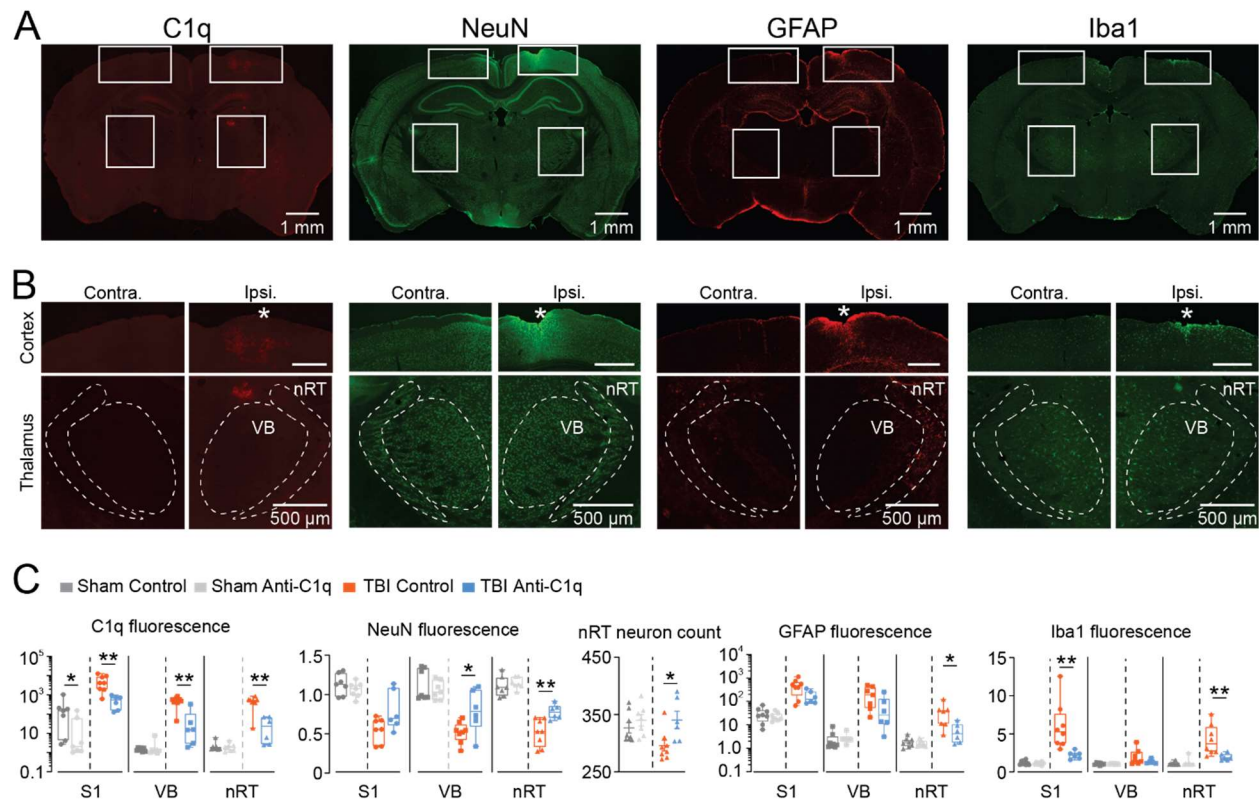 A
C1q NeuN GFAP Iba1
1 mm 1 mm 1 mm 1 mm
B
Contra. Ipsi. Contra. Ipsi. Contra. Ipsi. Contra. Ipsi.
Cortex
* * * *
nRT nRT nRT nRT
Thalamus
VB VB VB VB
500 µm 500 µm 500 µm 500 µm
C
Sham Control Sham Anti-C1q TBI Control TBI Anti-C1q
C1q fluorescence
10⁵
10³
10
0.1
* ** ** **
S1 VB nRT
NeuN fluorescence
1.5
1.0
0.5
0
* **
S1 VB nRT
nRT neuron count
450
350
250
*
GFAP fluorescence
10⁴
10³
10²
10
1.0
0.1
*
S1 VB nRT
Iba1 fluorescence
15
10
5
0
** **
S1 VB nRT